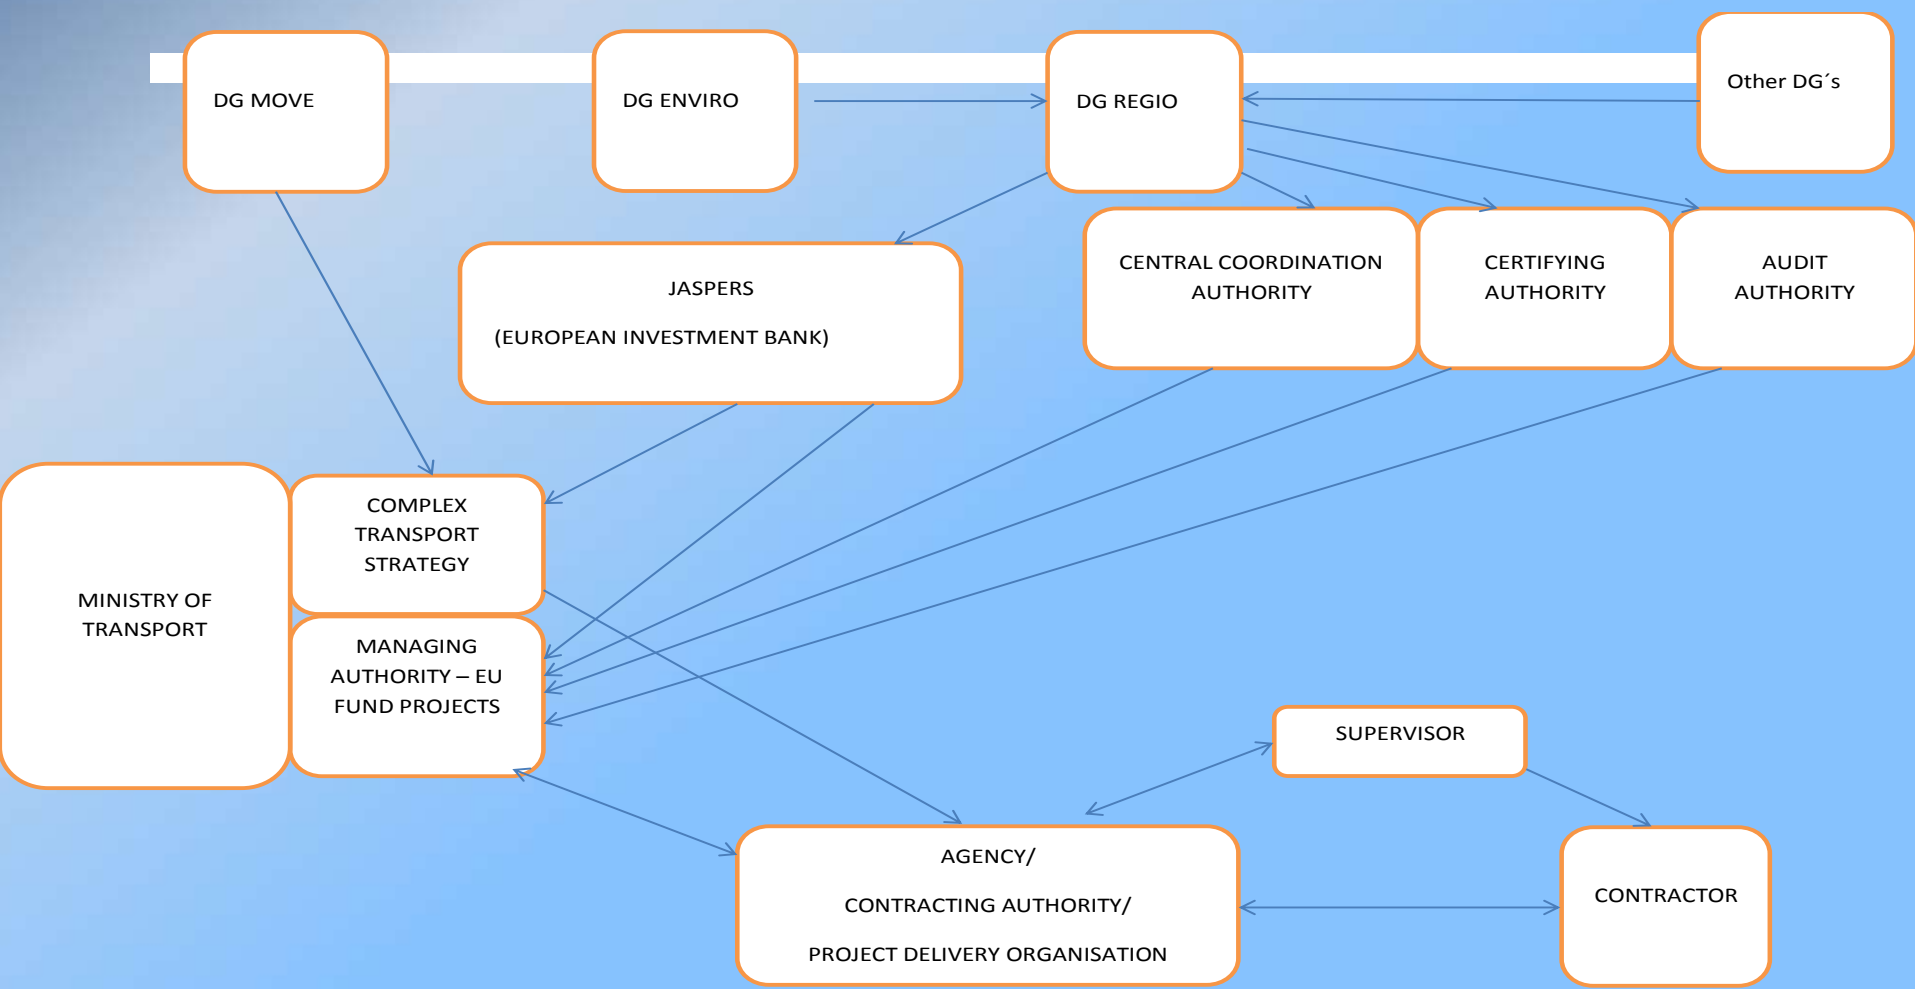 DG MOVE
DG ENVIRO
DG REGIO
Other DG´s
JASPERS
(EUROPEAN INVESTMENT BANK)
CENTRAL COORDINATION
AUTHORITY
CERTIFYING
AUTHORITY
AUDIT
AUTHORITY
MINISTRY OF
TRANSPORT
COMPLEX
TRANSPORT
STRATEGY
MANAGING
AUTHORITY – EU
FUND PROJECTS
SUPERVISOR
AGENCY/
CONTRACTING AUTHORITY/
PROJECT DELIVERY ORGANISATION
CONTRACTOR